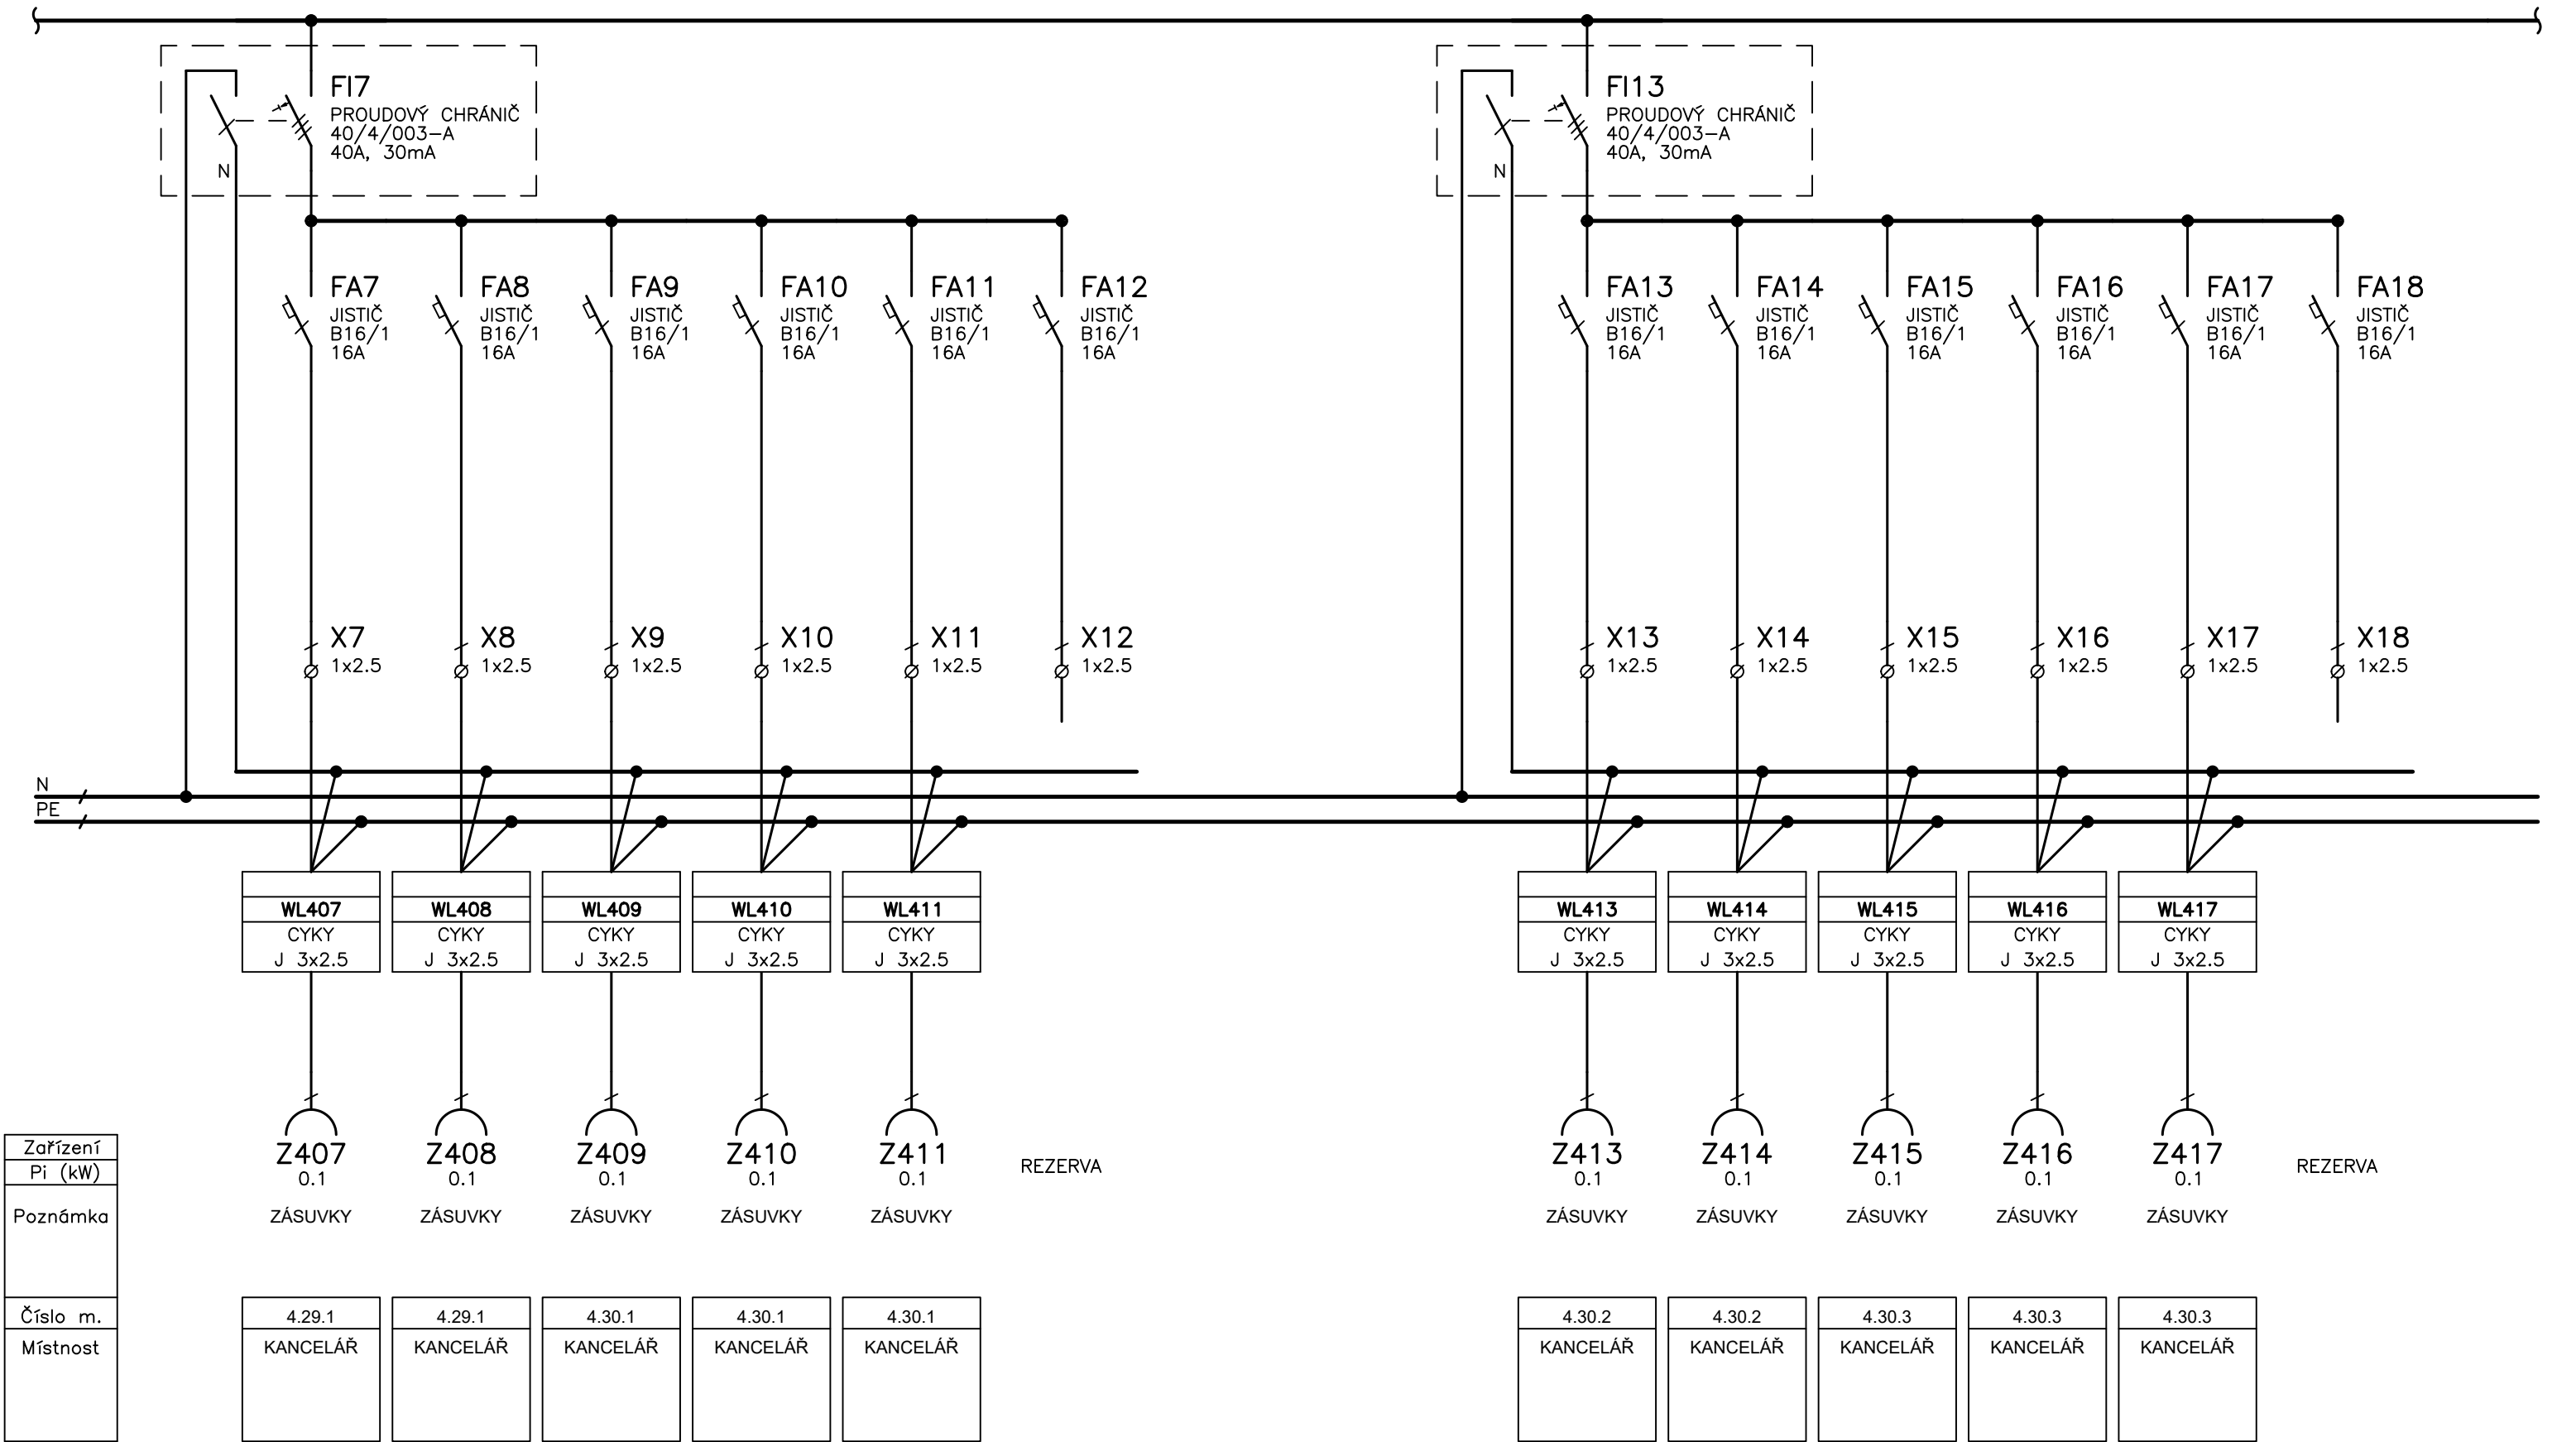 FI7
PROUDOVÝ CHRÁNIČ
40/4/003-A
40A, 30mA
N
FI13
PROUDOVÝ CHRÁNIČ
40/4/003-A
40A, 30mA
N
FA7
JISTIČ
B16/1
16A
FA8
JISTIČ
B16/1
16A
FA9
JISTIČ
B16/1
16A
FA10
JISTIČ
B16/1
16A
FA11
JISTIČ
B16/1
16A
FA12
JISTIČ
B16/1
16A
FA13
JISTIČ
B16/1
16A
FA14
JISTIČ
B16/1
16A
FA15
JISTIČ
B16/1
16A
FA16
JISTIČ
B16/1
16A
FA17
JISTIČ
B16/1
16A
FA18
JISTIČ
B16/1
16A
X7
1x2.5
X8
1x2.5
X9
1x2.5
X10
1x2.5
X11
1x2.5
X12
1x2.5
X13
1x2.5
X14
1x2.5
X15
1x2.5
X16
1x2.5
X17
1x2.5
X18
1x2.5
N
PE
WL407
CYKY
J 3x2.5
WL408
CYKY
J 3x2.5
WL409
CYKY
J 3x2.5
WL410
CYKY
J 3x2.5
WL411
CYKY
J 3x2.5
WL413
CYKY
J 3x2.5
WL414
CYKY
J 3x2.5
WL415
CYKY
J 3x2.5
WL416
CYKY
J 3x2.5
WL417
CYKY
J 3x2.5
Zařízení
Pi (kW)
Poznámka
Číslo m.
Místnost
Z407
0.1
ZÁSUVKY
4.29.1
KANCELÁŘ
Z408
0.1
ZÁSUVKY
4.29.1
KANCELÁŘ
Z409
0.1
ZÁSUVKY
4.30.1
KANCELÁŘ
Z410
0.1
ZÁSUVKY
4.30.1
KANCELÁŘ
Z411
0.1
ZÁSUVKY
4.30.1
KANCELÁŘ
REZERVA
Z413
0.1
ZÁSUVKY
4.30.2
KANCELÁŘ
Z414
0.1
ZÁSUVKY
4.30.2
KANCELÁŘ
Z415
0.1
ZÁSUVKY
4.30.3
KANCELÁŘ
Z416
0.1
ZÁSUVKY
4.30.3
KANCELÁŘ
Z417
0.1
ZÁSUVKY
4.30.3
KANCELÁŘ
REZERVA